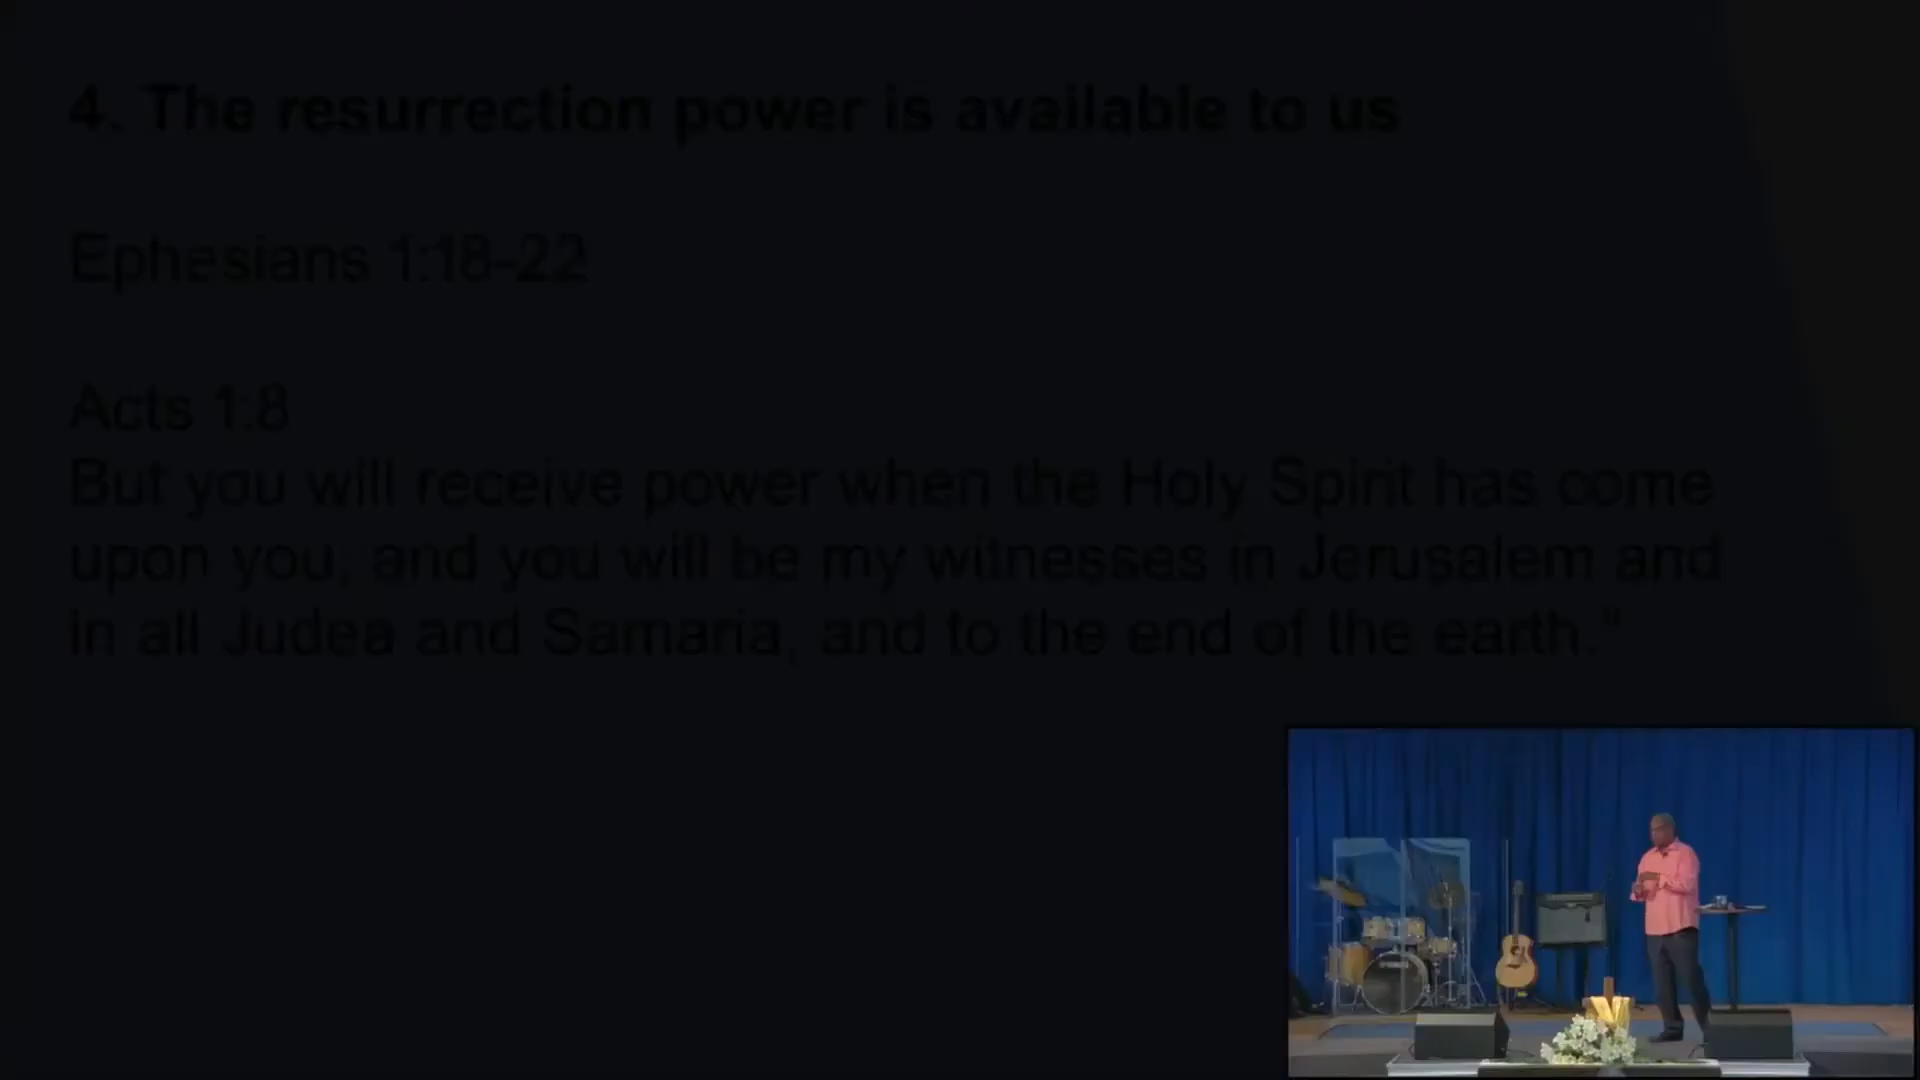 4. The resurrection power is available to us
Ephesians 1:18-22
Acts 1:8
But you will receive power when the Holy Spirit has come
upon you, and you will be my witnesses in Jerusalem and
in all Judea and Samaria, and to the end of the earth."